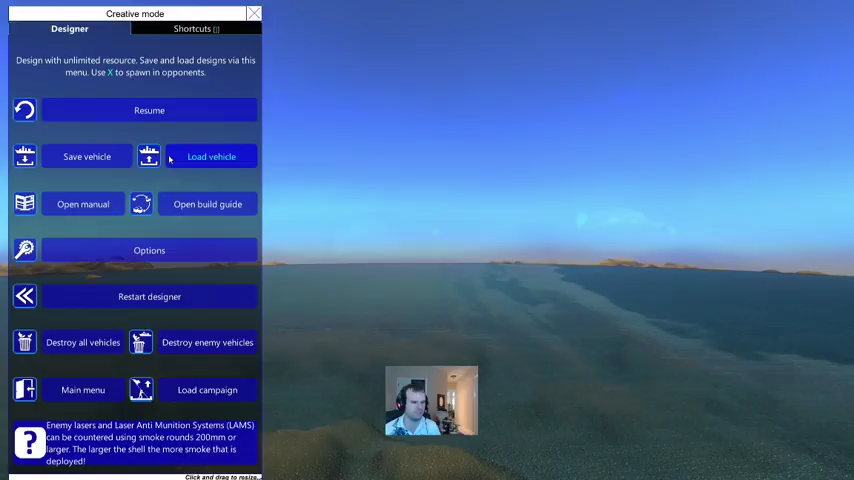 Creative mode
Designer
Shortcuts [|]
Design with unlimited resource. Save and load designs via this
menu. Use X to spawn in opponents.
Resume
Save vehicle
Load vehicle
Open manual
Open build guide
Options
Restart designer
Destroy all vehicles
Destroy enemy vehicles
Main menu
Load campaign
Enemy lasers and Laser Anti Munition Systems (LAMS)
can be countered using smoke rounds 200mm or
larger. The larger the shell the more smoke that is
deployed!
Click and drag to resize..